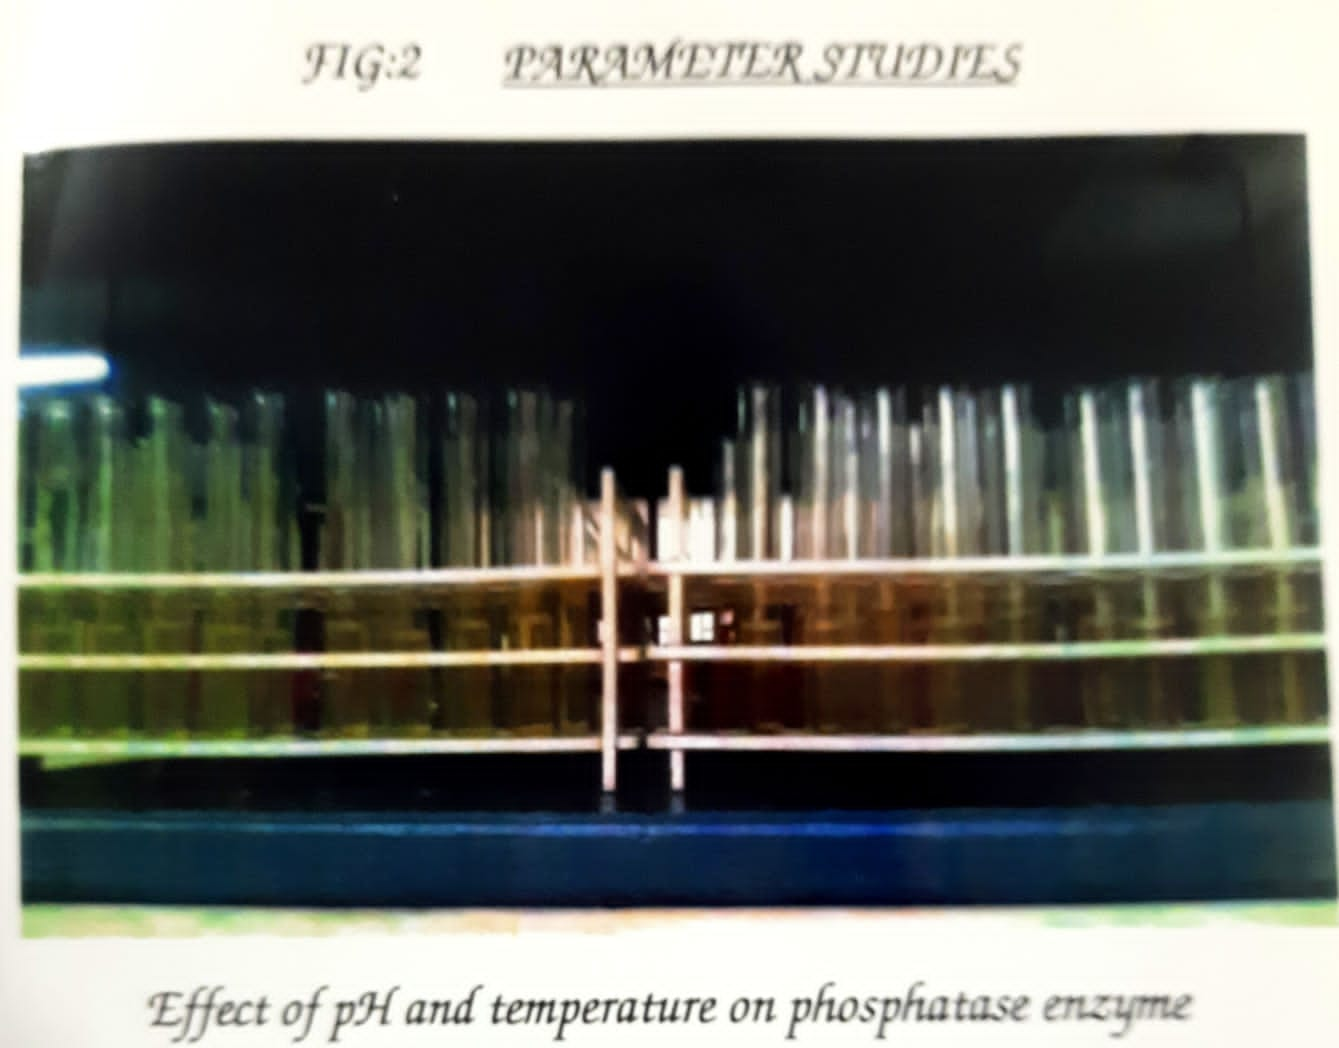 FIG:2 PARAMETER STUDIES
Effect of pH and temperature on phosphatase enzyme